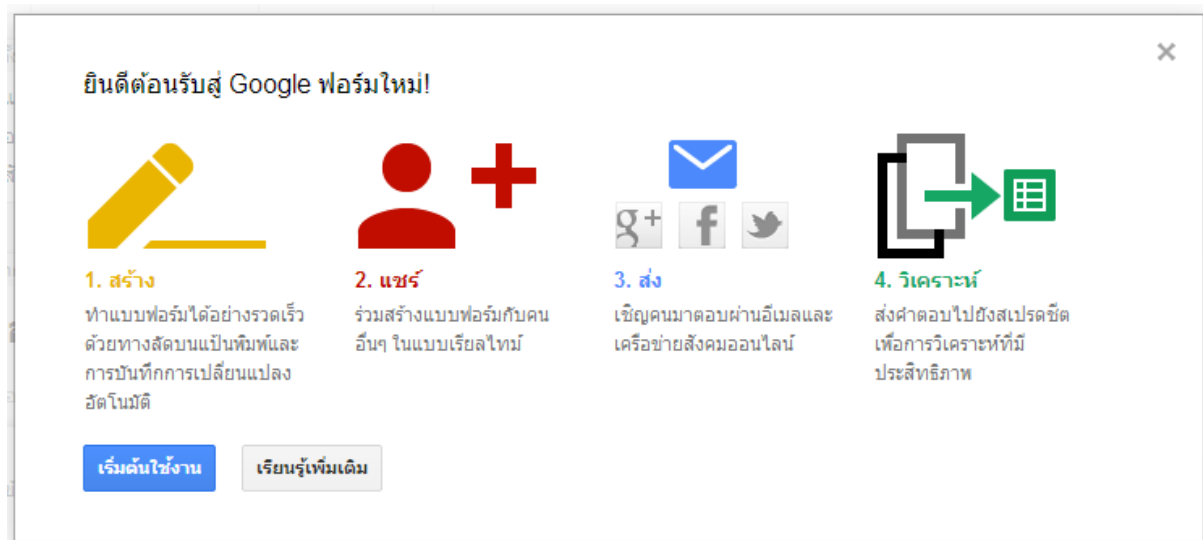 ยินดีต้อนรับสู่ Google ฟอร์มใหม่!
1. สร้าง
ทำแบบฟอร์มได้อย่างรวดเร็ว
ด้วยทางลัดบนแป้นพิมพ์และ
การบันทึกการเปลี่ยนแปลง
อัตโนมัติ
2. แชร์
ร่วมสร้างแบบฟอร์มกับคน
อื่นๆ ในแบบเรียลไทม์
g+ f
3. ส่ง
เชิญคนมาตอบผ่านอีเมลและ
เครือข่ายสังคมออนไลน์
4. วิเคราะห์
ส่งคำตอบไปยังสเปรดชีต
เพื่อการวิเคราะห์ที่มี
ประสิทธิภาพ
เริ่มต้นใช้งาน
เรียนรู้เพิ่มเติม